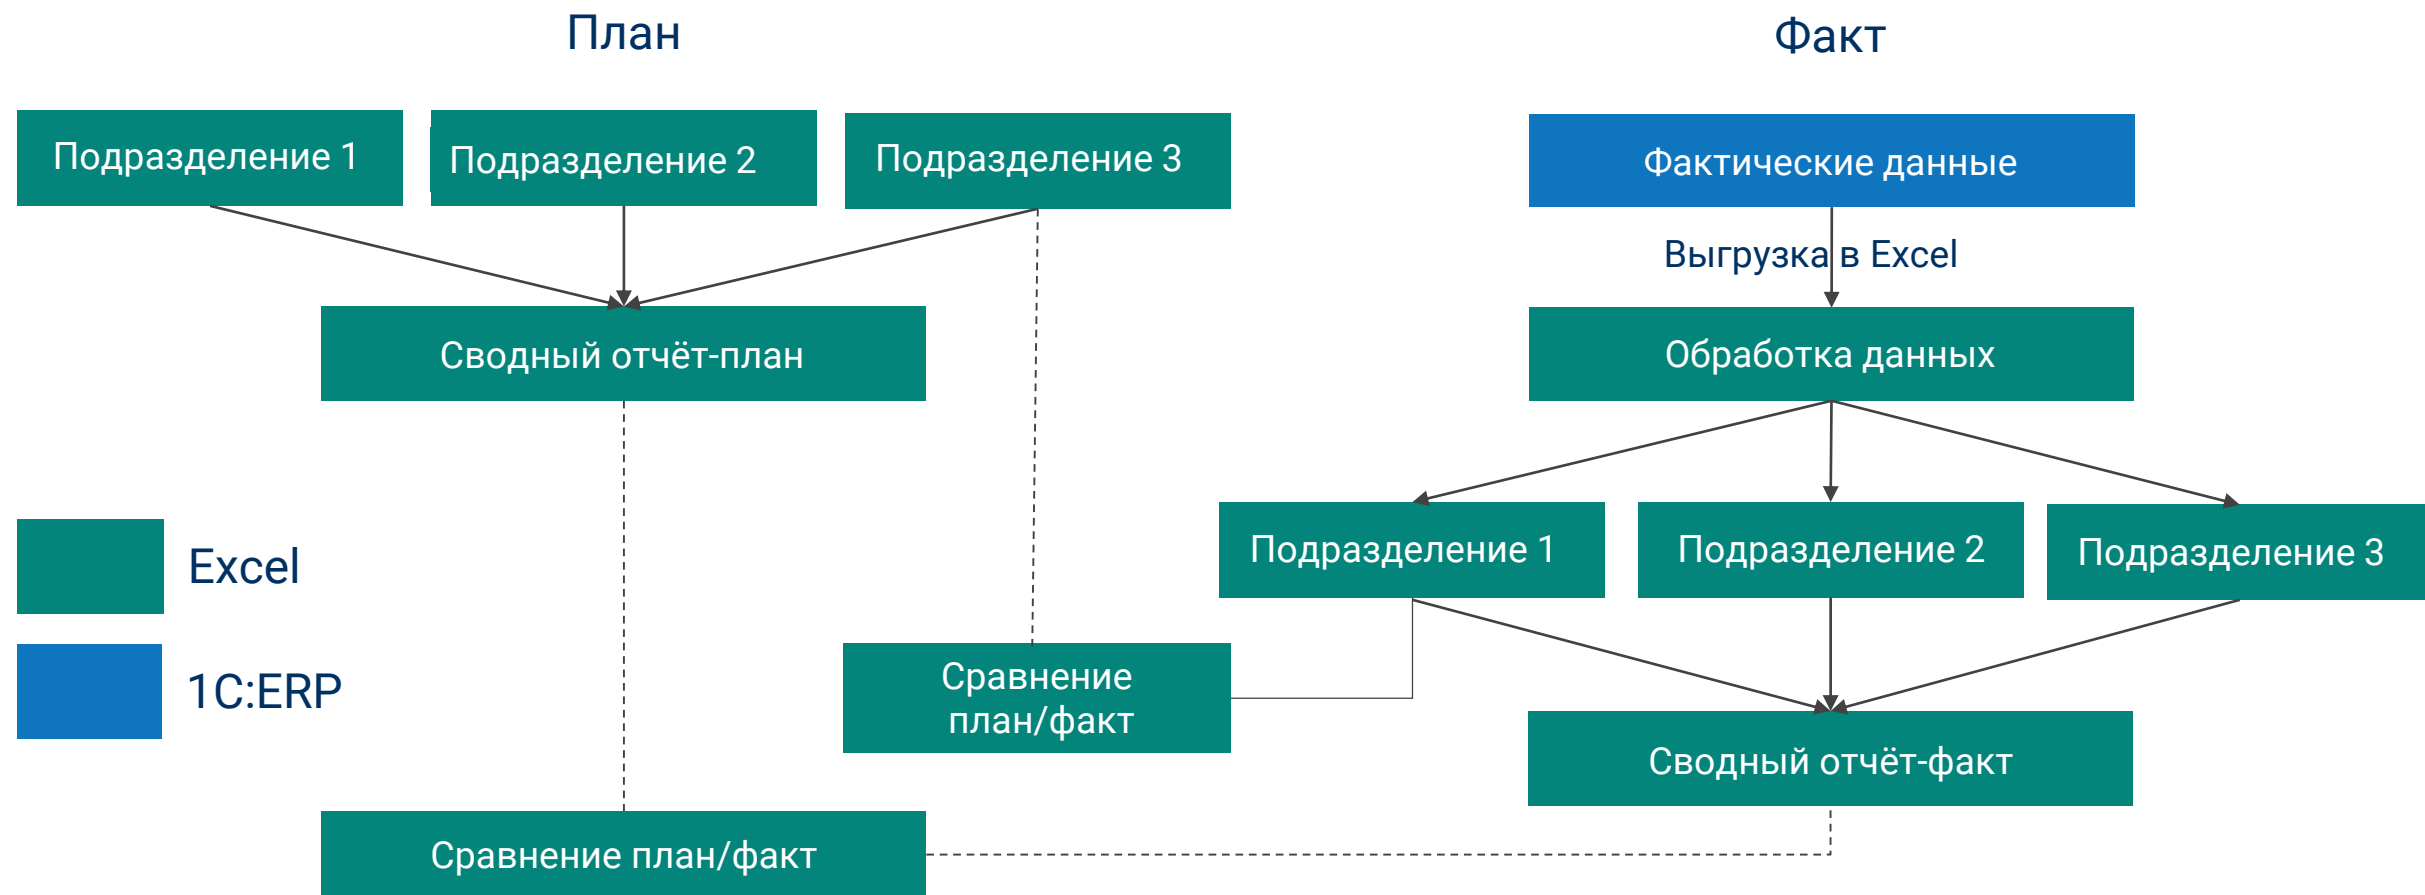 План
Факт
Подразделение 1
Подразделение 2
Подразделение 3
Фактические данные
Выгрузка в Excel
Сводный отчёт-план
Обработка данных
Подразделение 1
Подразделение 2
Подразделение 3
Excel
1C:ERP
Сравнение
план/факт
Сводный отчёт-факт
Сравнение план/факт